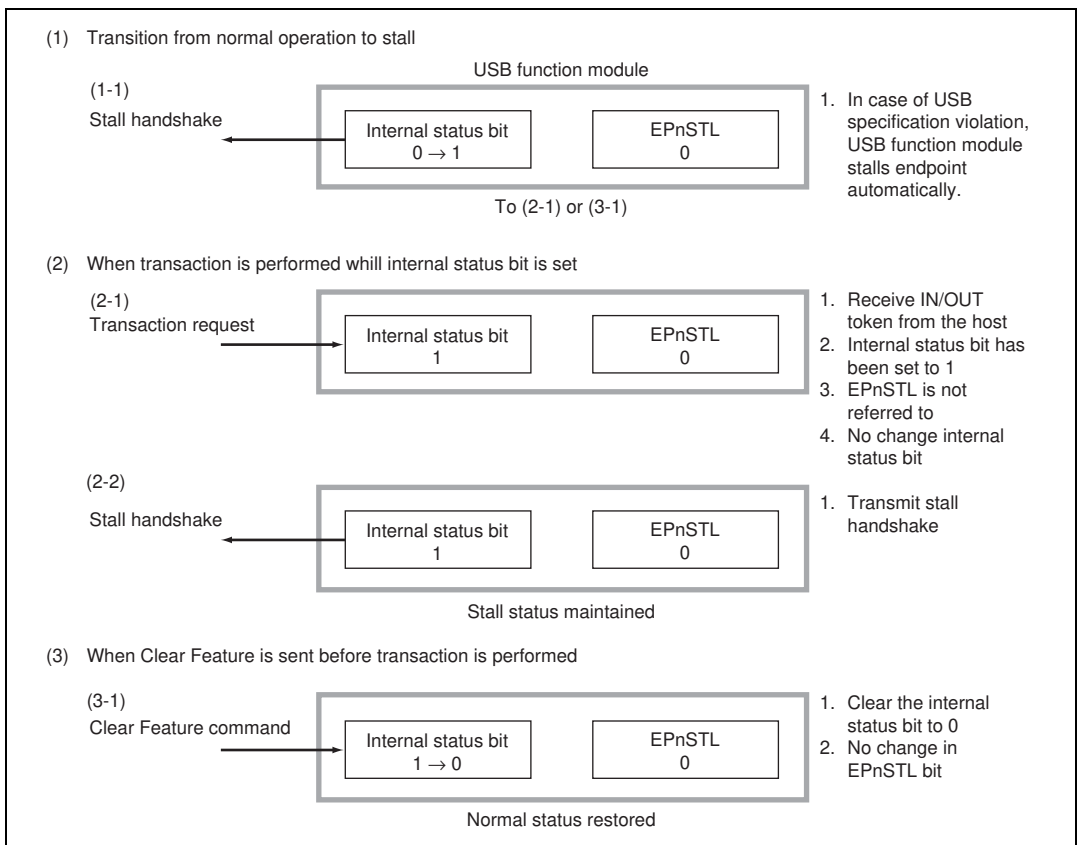 (1) Transition from normal operation to stall
USB function module
(1-1)
Stall handshake
Internal status bit
0 → 1
EPnSTL
0
1. In case of USB
specification violation,
USB function module
stalls endpoint
automatically.
To (2-1) or (3-1)
(2) When transaction is performed whill internal status bit is set
(2-1)
Transaction request
Internal status bit
1
EPnSTL
0
1. Receive IN/OUT
token from the host
2. Internal status bit has
been set to 1
3. EPnSTL is not
referred to
4. No change internal
status bit
(2-2)
Stall handshake
Internal status bit
1
EPnSTL
0
1. Transmit stall
handshake
Stall status maintained
(3) When Clear Feature is sent before transaction is performed
(3-1)
Clear Feature command
Internal status bit
1 → 0
EPnSTL
0
1. Clear the internal
status bit to 0
2. No change in
EPnSTL bit
Normal status restored